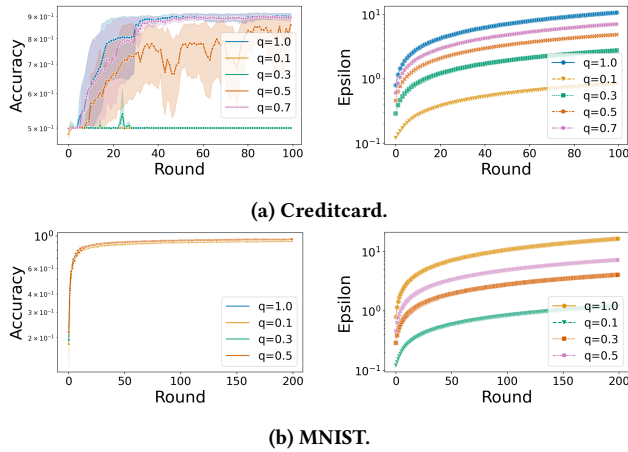 9 × 10⁻¹
8 × 10⁻¹
7 × 10⁻¹
6 × 10⁻¹
5 × 10⁻¹
Accuracy
0 20 40 60 80 100
Round
q=1.0
q=0.1
q=0.3
q=0.5
q=0.7
10¹
10⁰
10⁻¹
Epsilon
0 20 40 60 80 100
Round
q=1.0
q=0.1
q=0.3
q=0.5
q=0.7
(a) Creditcard.
10⁰
6 × 10⁻¹
4 × 10⁻¹
3 × 10⁻¹
2 × 10⁻¹
Accuracy
0 50 100 150 200
Round
q=1.0
q=0.1
q=0.3
q=0.5
10¹
10⁰
10⁻¹
Epsilon
0 50 100 150 200
Round
q=1.0
q=0.1
q=0.3
q=0.5
(b) MNIST.